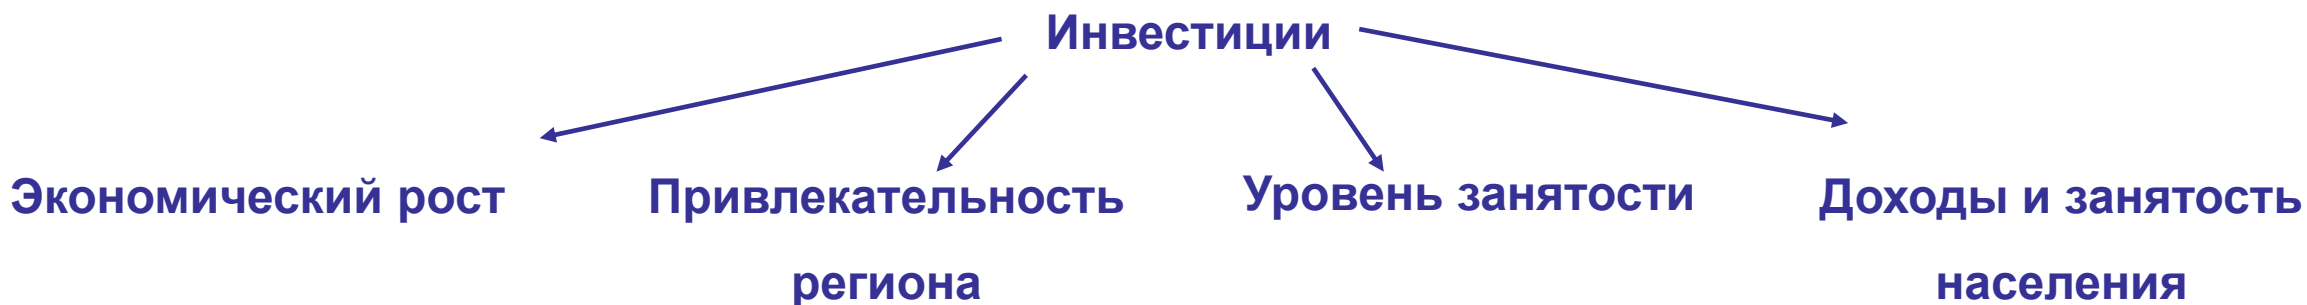 Инвестиции
Экономический рост
Привлекательность
региона
Уровень занятости
Доходы и занятость
населения